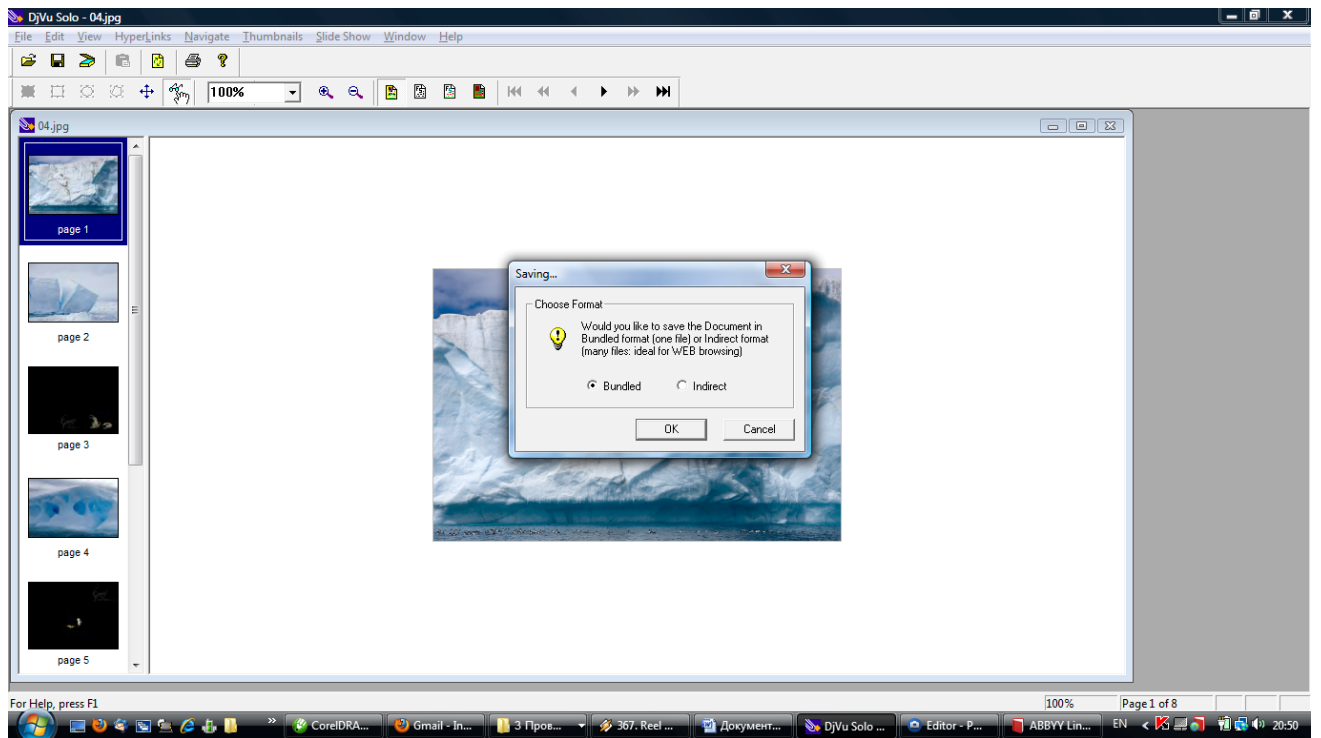 DjVu Solo - 04.jpg
File Edit View HyperLinks Navigate Thumbnails Slide Show Window Help
100%
04.jpg
page 1
page 2
page 3
page 4
page 5
Saving...
Choose Format
Would you like to save the Document in
Bundled format (one file) or Indirect format
(many files: ideal for WEB browsing)
Bundled Indirect
OK Cancel
For Help, press F1
100% Page 1 of 8
CorelDRA... Gmail - In... 3 Пров... 367. Reel ... Документ... DjVu Solo ... Editor - P... ABBYY Lin... EN 20:50